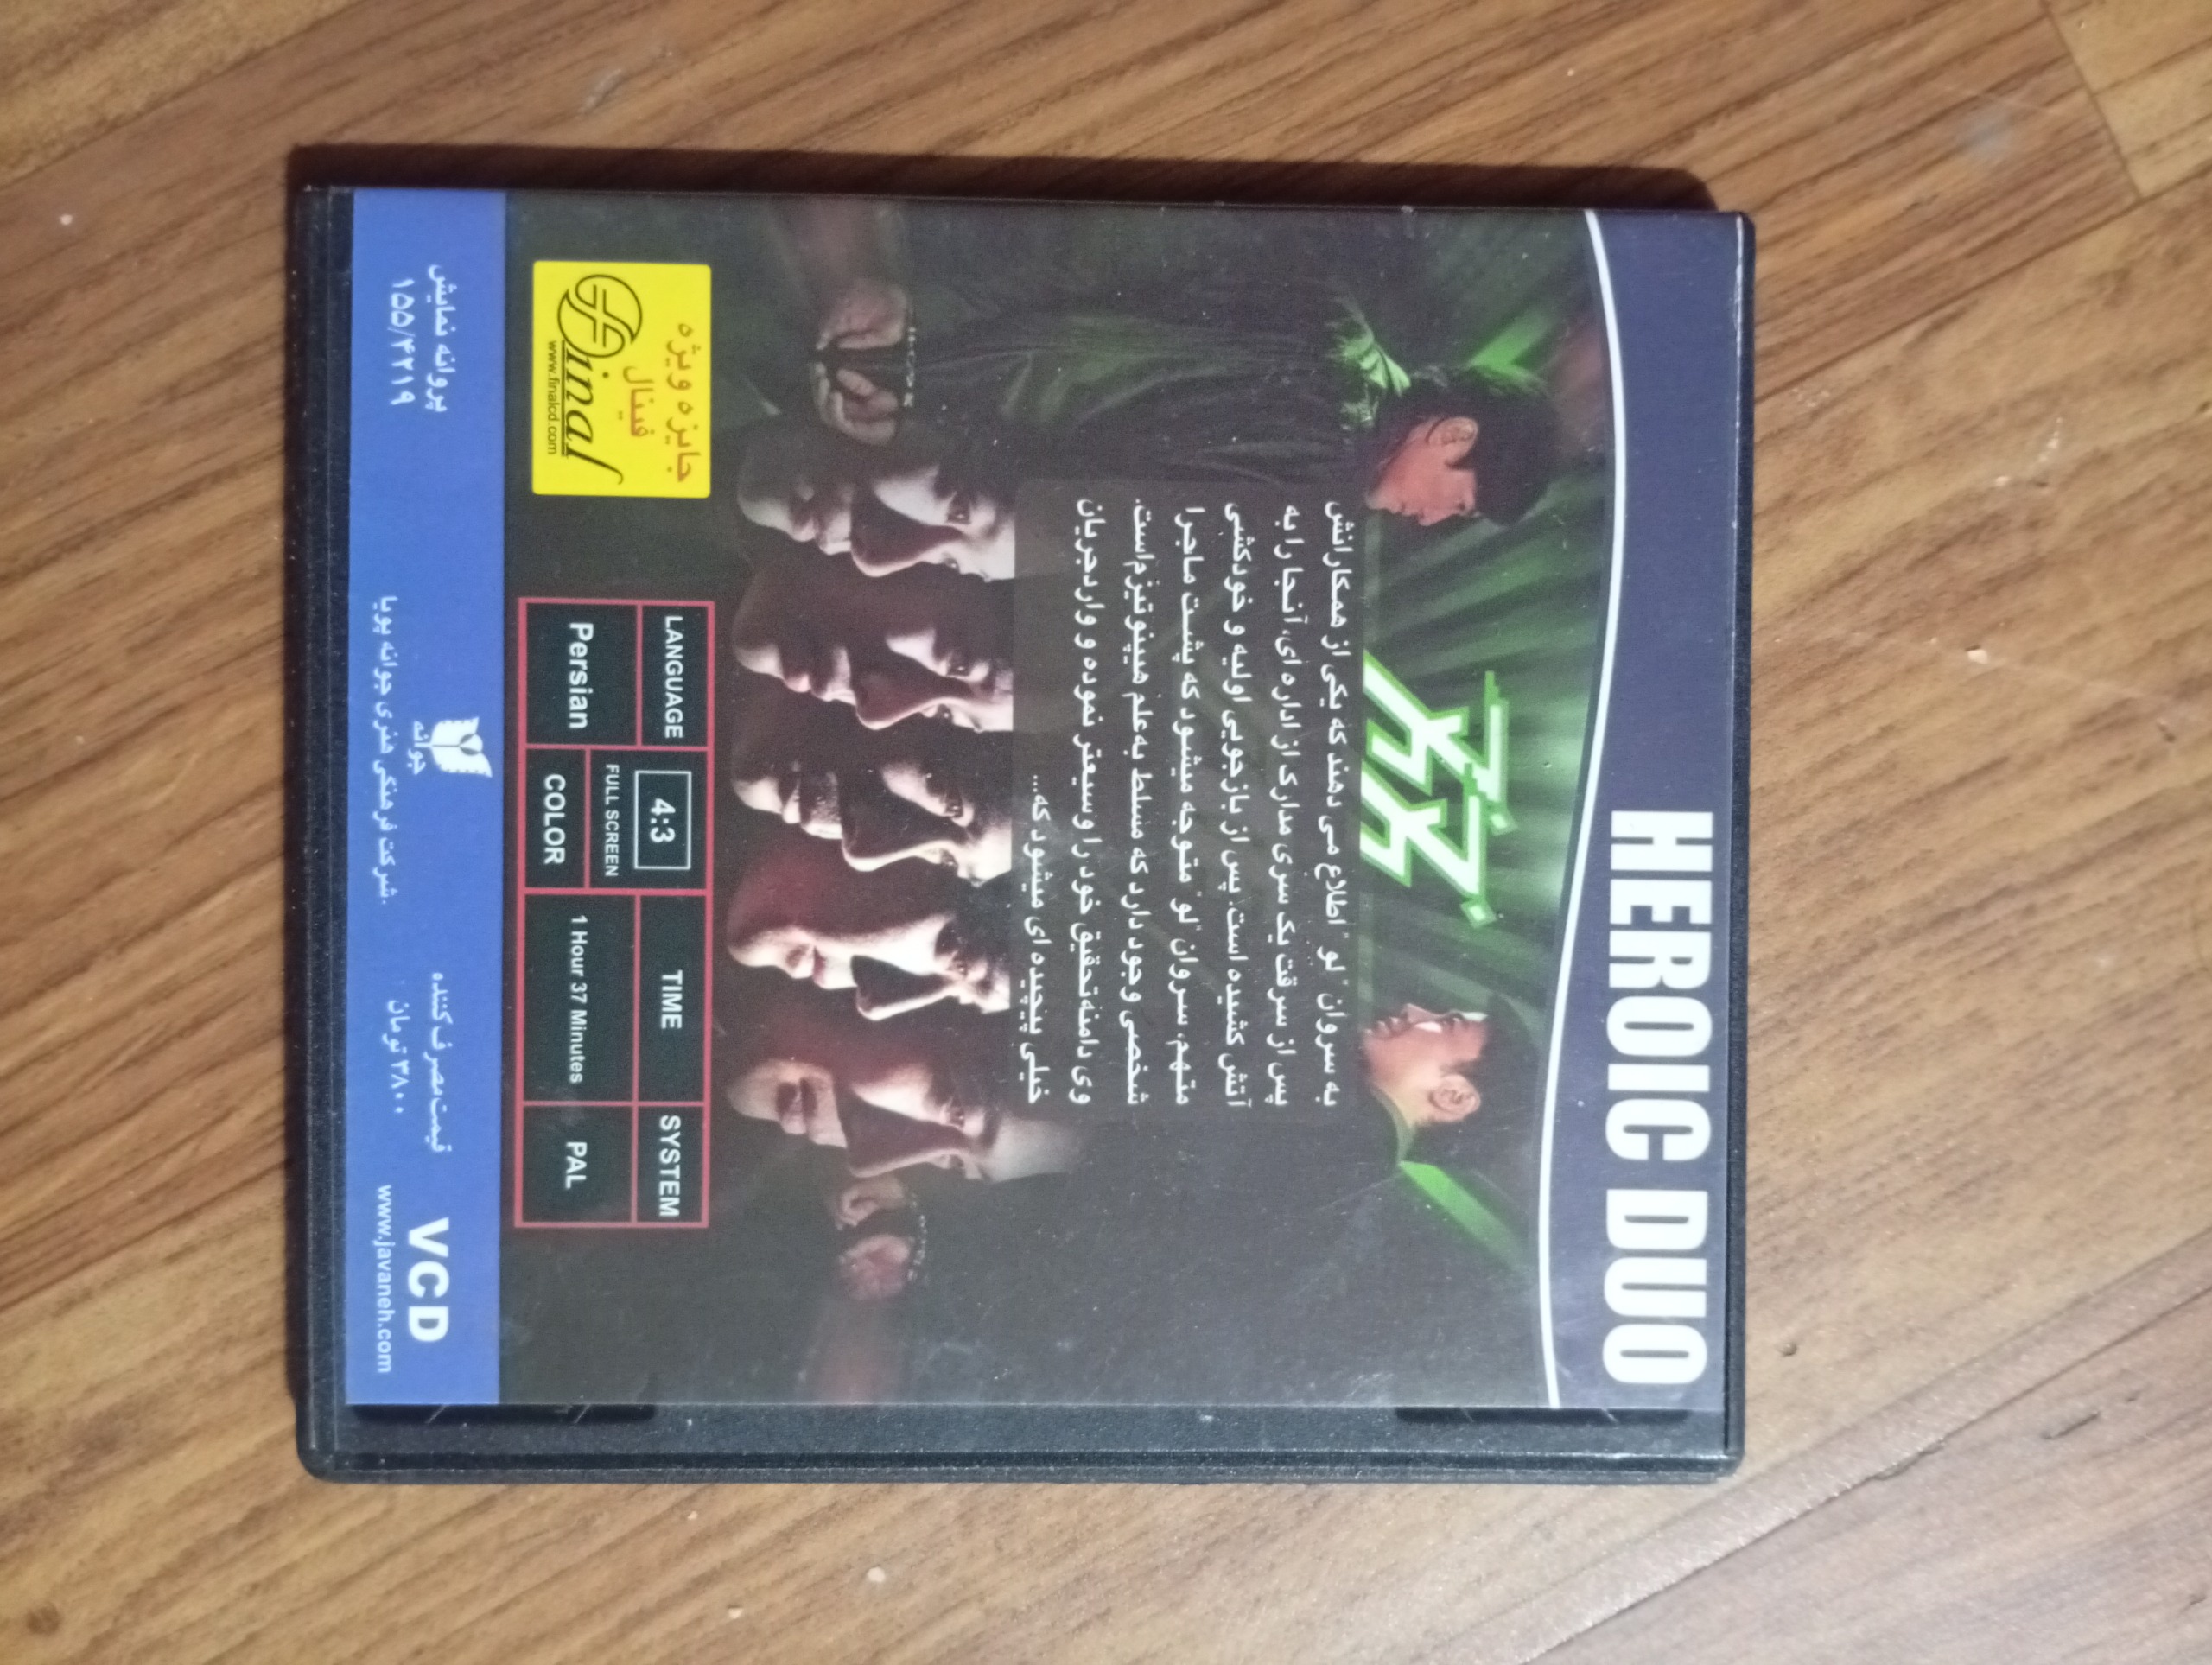 HEROIC DUO
به سروان "لو" اطلاع می دهند که یکی از همکارانش
پس از سرقت یک سری مدارک از اداره ای، آنجا را به
آتش کشیده است. پس از بازجویی اولیه و خودکشی
متهم، سروان "لو" متوجه میشود که پشت ماجرا
شخصی وجود دارد که مسلط به علم هیپنوتیزم است.
وی دامنه تحقیق خود را وسیعتر نموده و وارد جریان
خیلی پیچیده ای میشود که...
جایزه ویژه
فینال
final
www.finalcd.com
LANGUAGE
Persian
4:3
FULL SCREEN
COLOR
TIME
1 Hour 37 Minutes
SYSTEM
PAL
پروانه نمایش
۱۵۵/۴۲۱۹
جوانه
شرکت فرهنگی هنری جوانه پویا
قیمت مصرف کننده
۳۸۰۰ تومان
VCD
www.javaneh.com